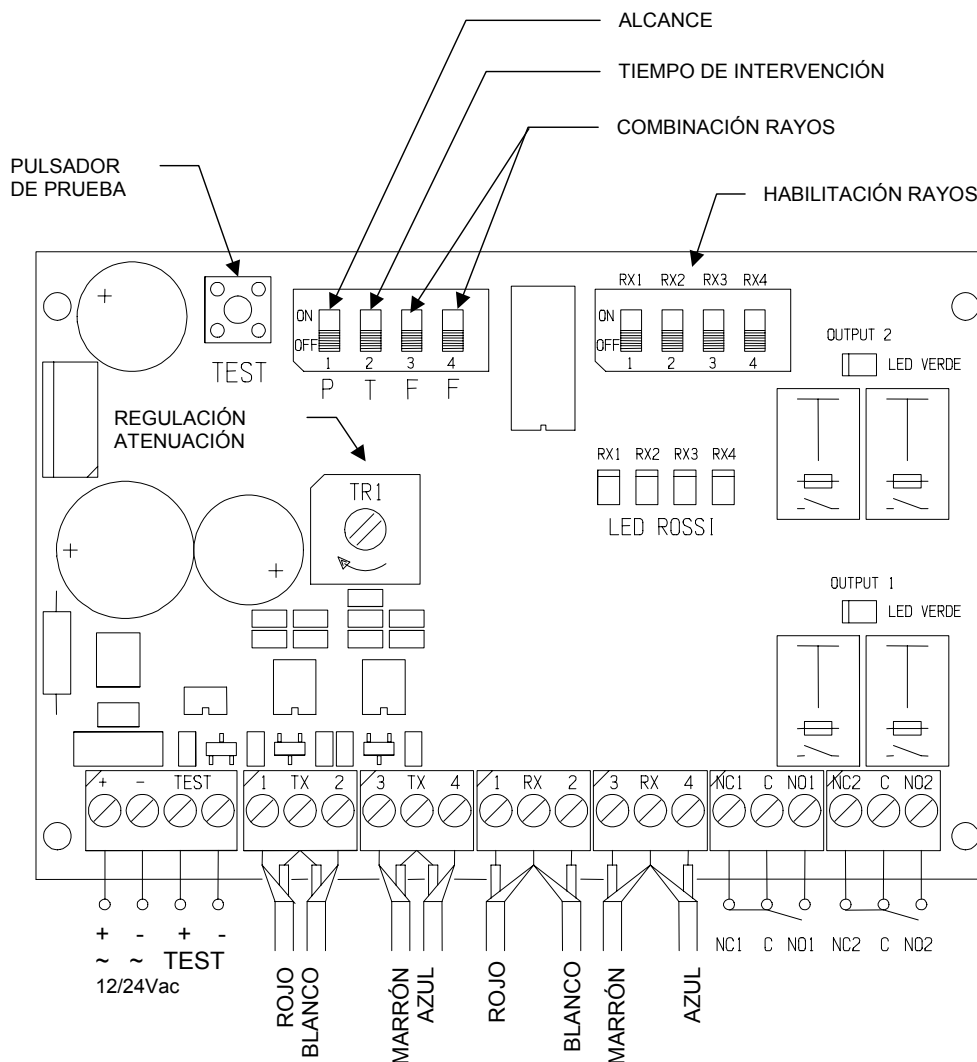 ALCANCE
TIEMPO DE INTERVENCIÓN
COMBINACIÓN RAYOS
PULSADOR
DE PRUEBA
HABILITACIÓN RAYOS
+
TEST
ON
OFF
1 2 3 4
P T F F
RX1 RX2 RX3 RX4
ON
OFF
1 2 3 4
OUTPUT 2
LED VERDE
REGULACIÓN
ATENUACIÓN
TR1
RX1 RX2 RX3 RX4
LED ROSSI
+
+
OUTPUT 1
LED VERDE
+ - TEST
1 TX 2
3 TX 4
1 RX 2
3 RX 4
NC1 C NO1
NC2 C NO2
+ - + -
~ ~ TEST
12/24Vac
ROJO
BLANCO
MARRÓN
AZUL
ROJO
BLANCO
MARRÓN
AZUL
NC1 C NO1
NC2 C NO2